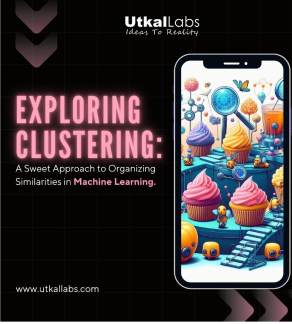 UtkalLabs
Ideas To Reality
EXPLORING
CLUSTERING:
A Sweet Approach to Organizing
Similarities in Machine Learning.
www.utkallabs.com